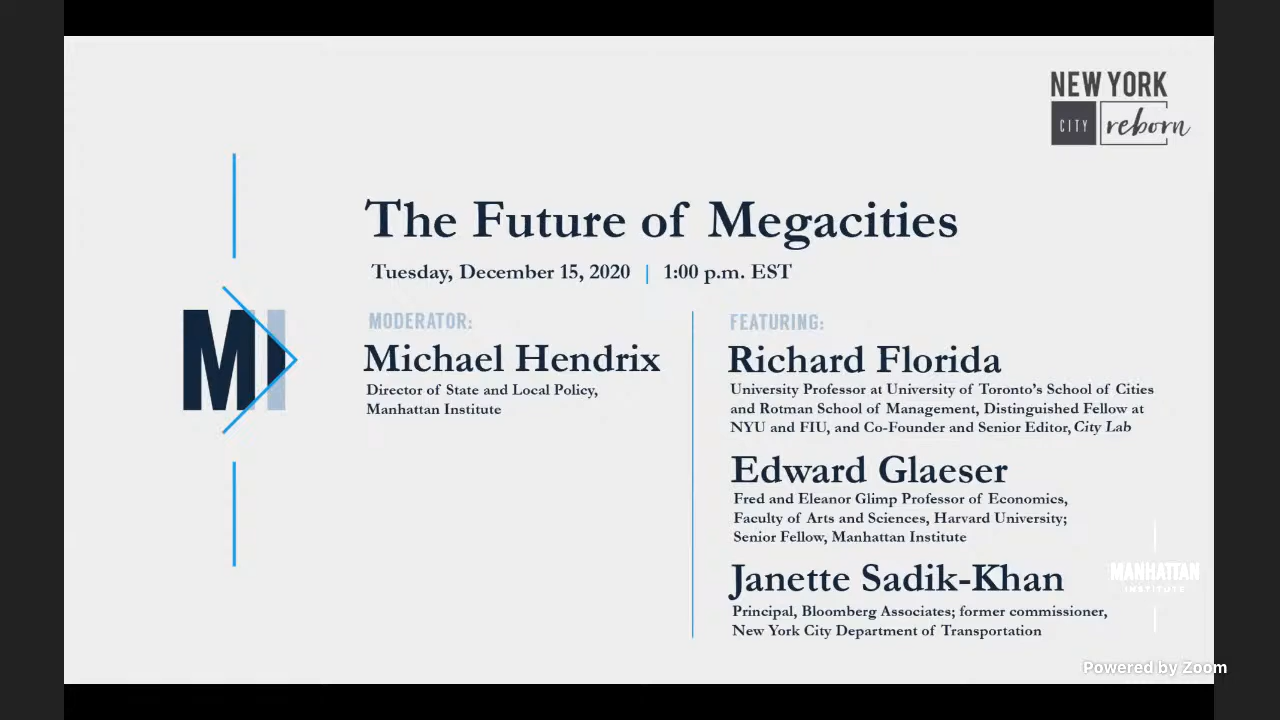 NEW YORK
CITY reborn
The Future of Megacities
Tuesday, December 15, 2020 | 1:00 p.m. EST
MI
MODERATOR:
Michael Hendrix
Director of State and Local Policy,
Manhattan Institute
FEATURING:
Richard Florida
University Professor at University of Toronto's School of Cities
and Rotman School of Management, Distinguished Fellow at
NYU and FIU, and Co-Founder and Senior Editor, City Lab
Edward Glaeser
Fred and Eleanor Glimp Professor of Economics,
Faculty of Arts and Sciences, Harvard University;
Senior Fellow, Manhattan Institute
Janette Sadik-Khan
Principal, Bloomberg Associates; former commissioner,
New York City Department of Transportation
MANHATTAN
INSTITUTE
Powered by Zoom